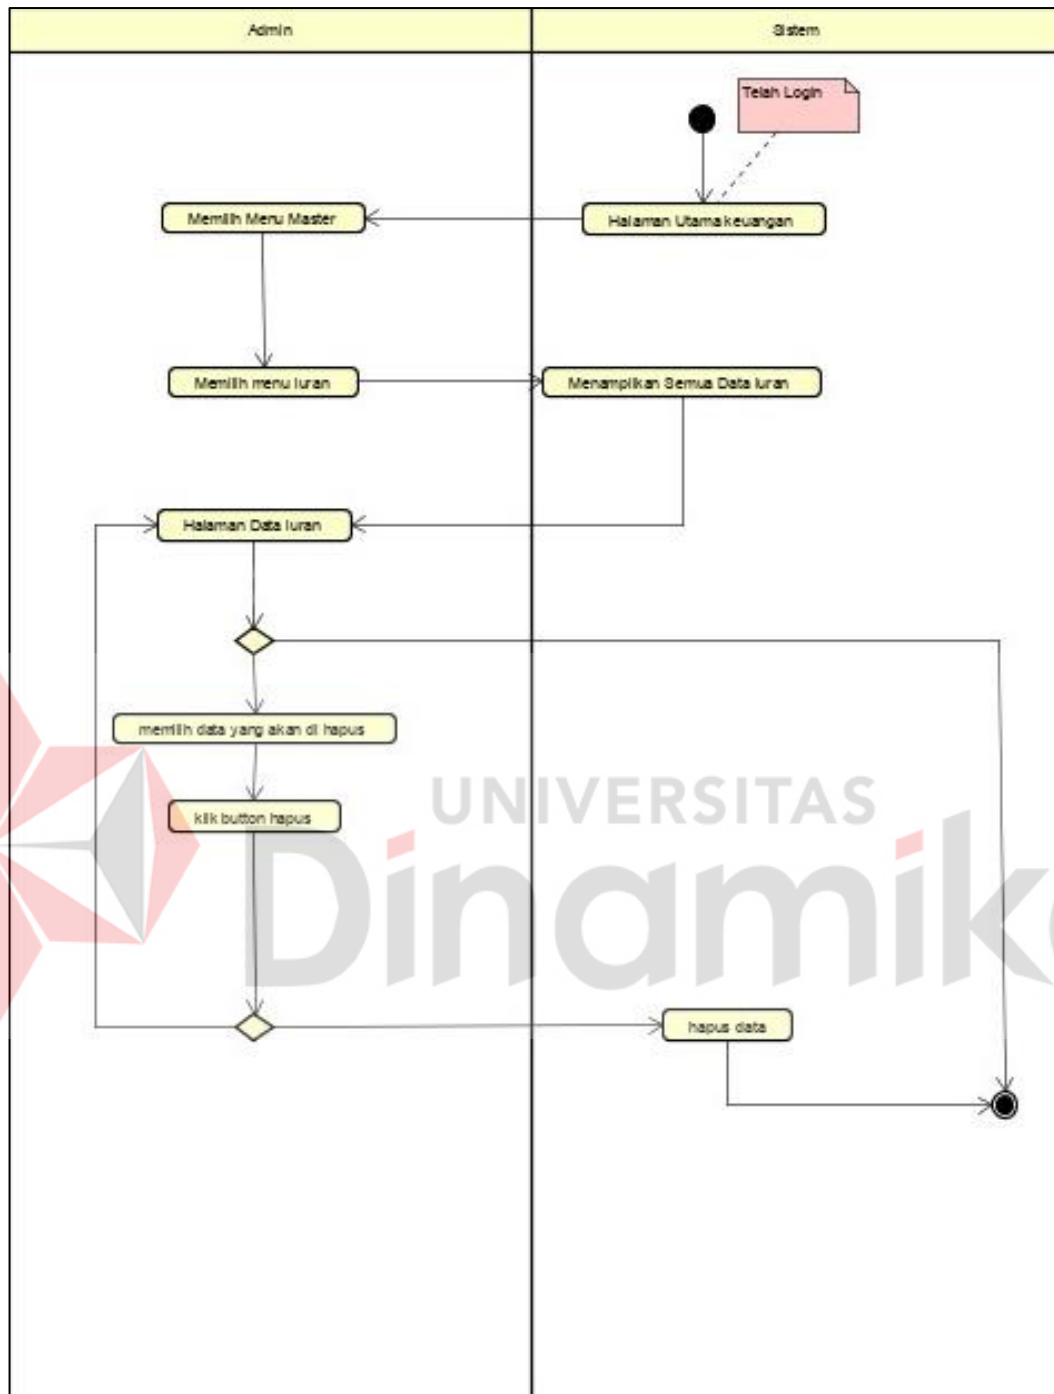 Admin
Sistem
Telah Login
Memilih Menu Master
Halaman Utama keuangan
Memilih menu Iuran
Menampilkan Semua Data Iuran
Halaman Data Iuran
memilih data yang akan di hapus
klik button hapus
UNIVERSITAS
Dinamika
hapus data